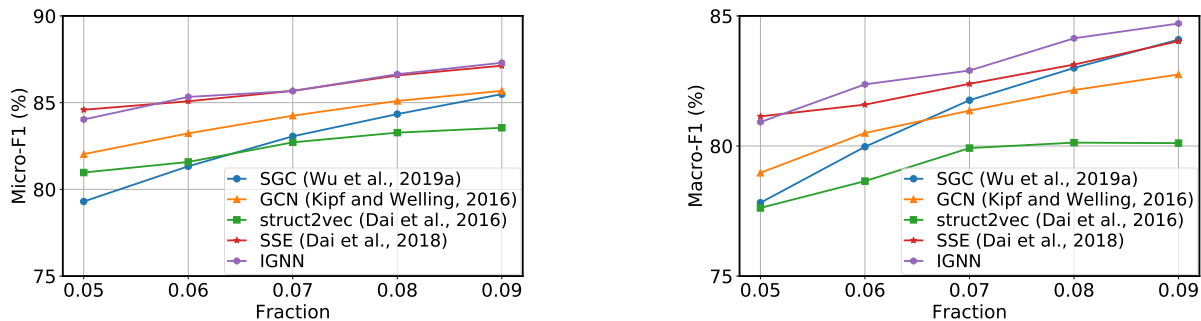 90
85
80
75
Micro-F1 (%)
SGC (Wu et al., 2019a)
GCN (Kipf and Welling, 2016)
struct2vec (Dai et al., 2016)
SSE (Dai et al., 2018)
IGNN
0.05 0.06 0.07 0.08 0.09
Fraction
85
80
75
Macro-F1 (%)
SGC (Wu et al., 2019a)
GCN (Kipf and Welling, 2016)
struct2vec (Dai et al., 2016)
SSE (Dai et al., 2018)
IGNN
0.05 0.06 0.07 0.08 0.09
Fraction